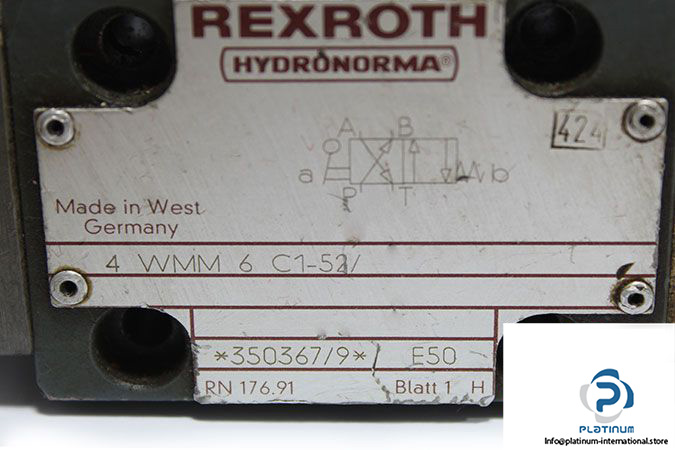 REXROTH
HYDRONORMA®
A B
424
a b
P T
Made in West
Germany
4 WMM 6 C1-52/
*350367/9* E50
RN 176.91 Blatt 1 H
PLATINUM
Info@platinum-international.store